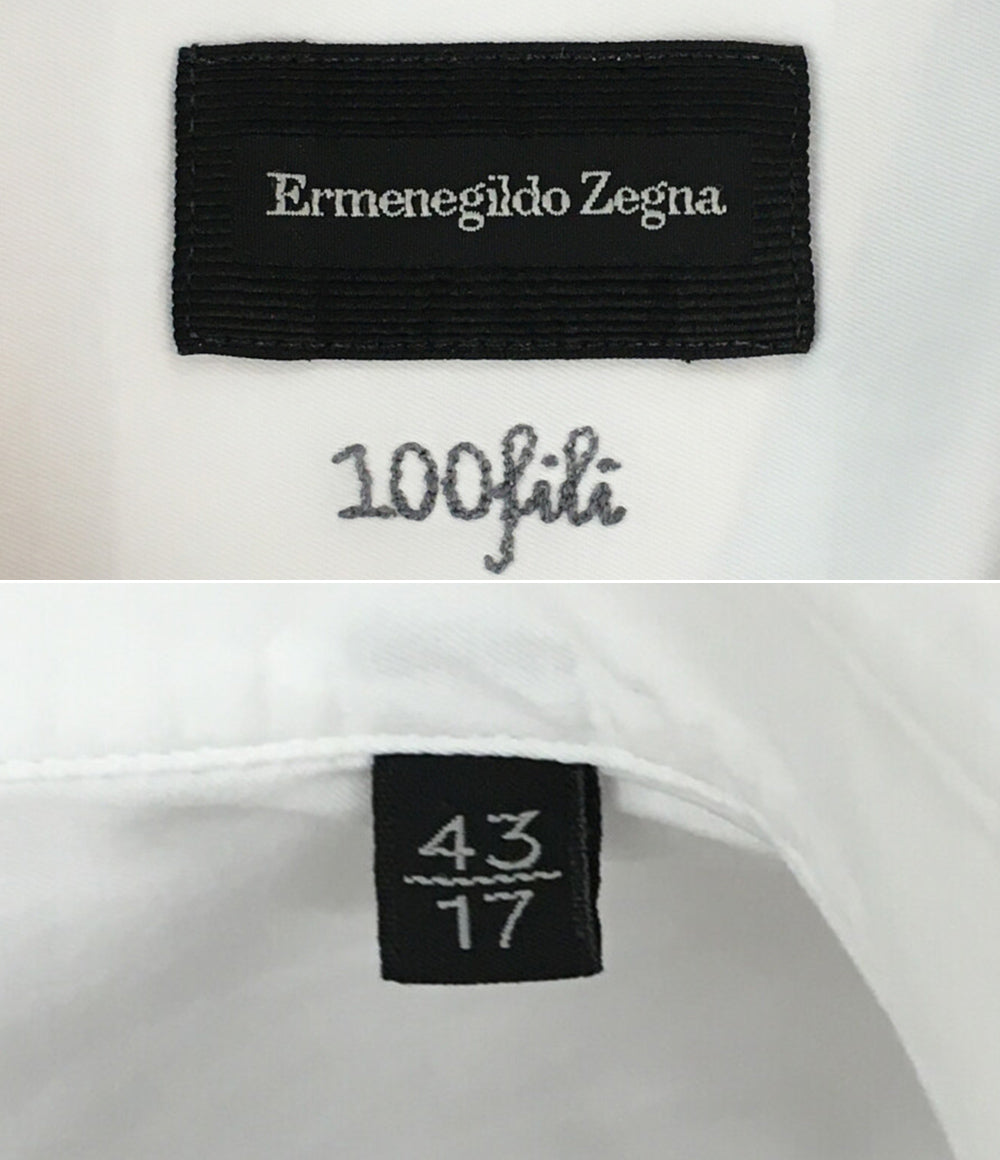 Ermenegildo Zegna
100fili
43
17